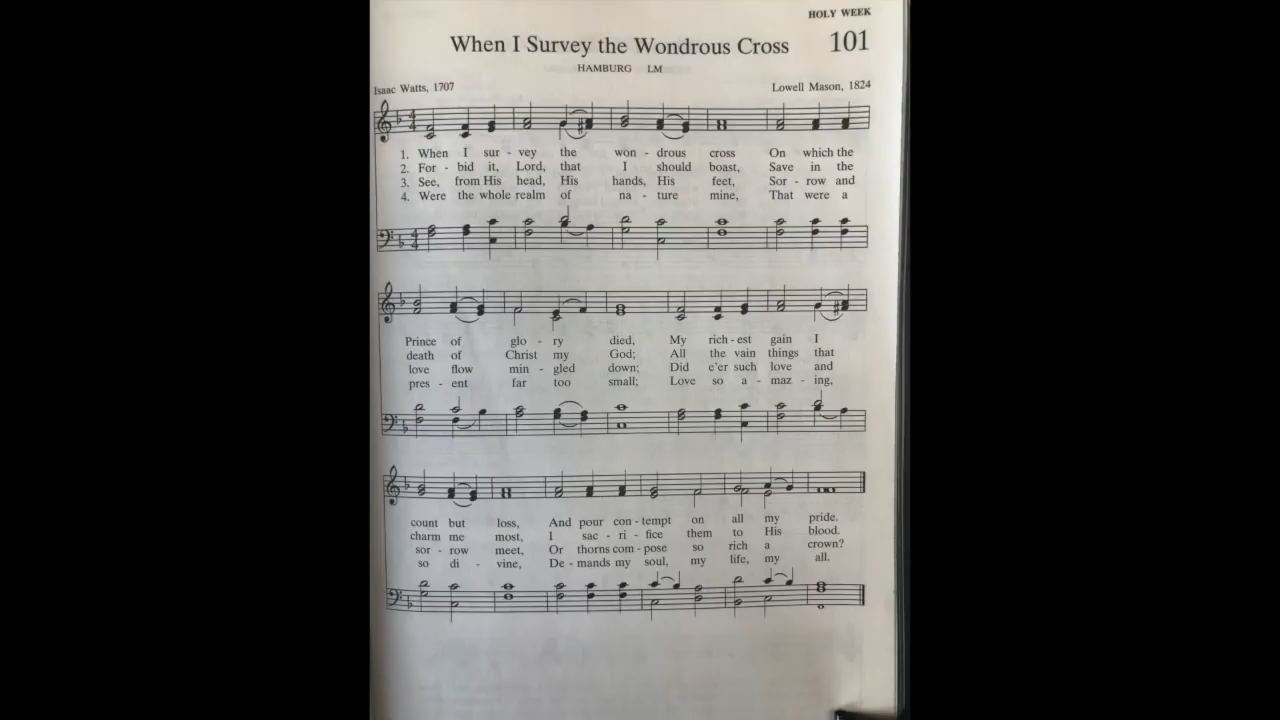 HOLY WEEK
When I Survey the Wondrous Cross 101
HAMBURG LM
Isaac Watts, 1707 Lowell Mason, 1824
4 4
1. When I sur - vey the won - drous cross On which the
2. For - bid it, Lord, that I should boast, Save in the
3. See, from His head, His hands, His feet, Sor - row and
4. Were the whole realm of na - ture mine, That were a
4 4
Prince of glo - ry died, My rich - est gain I
death of Christ my God; All the vain things that
love flow min - gled down; Did e'er such love and
pres - ent far too small; Love so a - maz - ing,
count but loss, And pour con - tempt on all my pride.
charm me most, I sac - ri - fice them to His blood.
sor - row meet, Or thorns com - pose so rich a crown?
so di - vine, De - mands my soul, my life, my all.